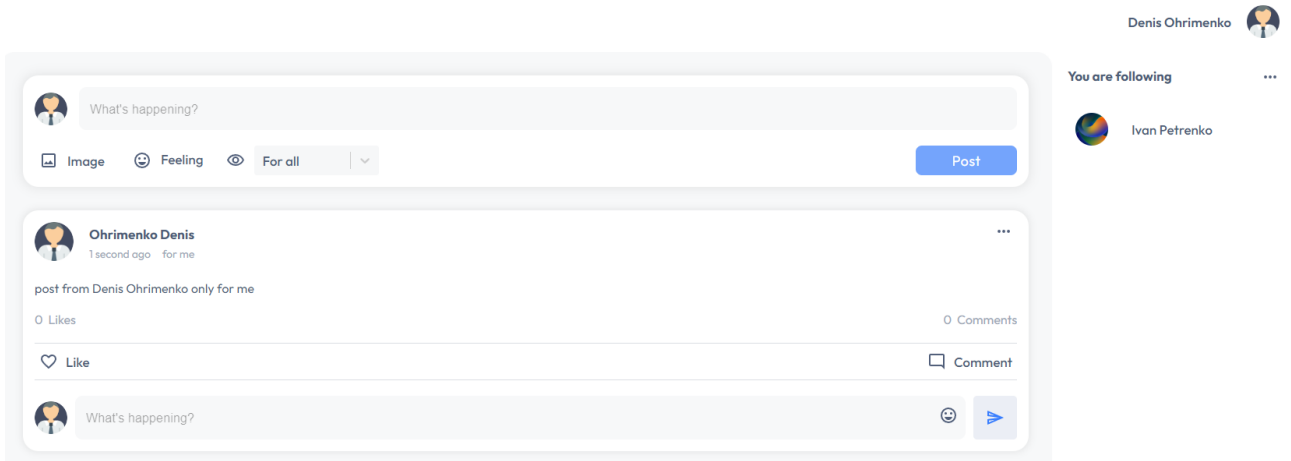 Denis Ohrimenko
You are following
Ivan Petrenko
What's happening?
Image Feeling For all Post
Ohrimenko Denis
1 second ago for me
post from Denis Ohrimenko only for me
0 Likes 0 Comments
Like Comment
What's happening?